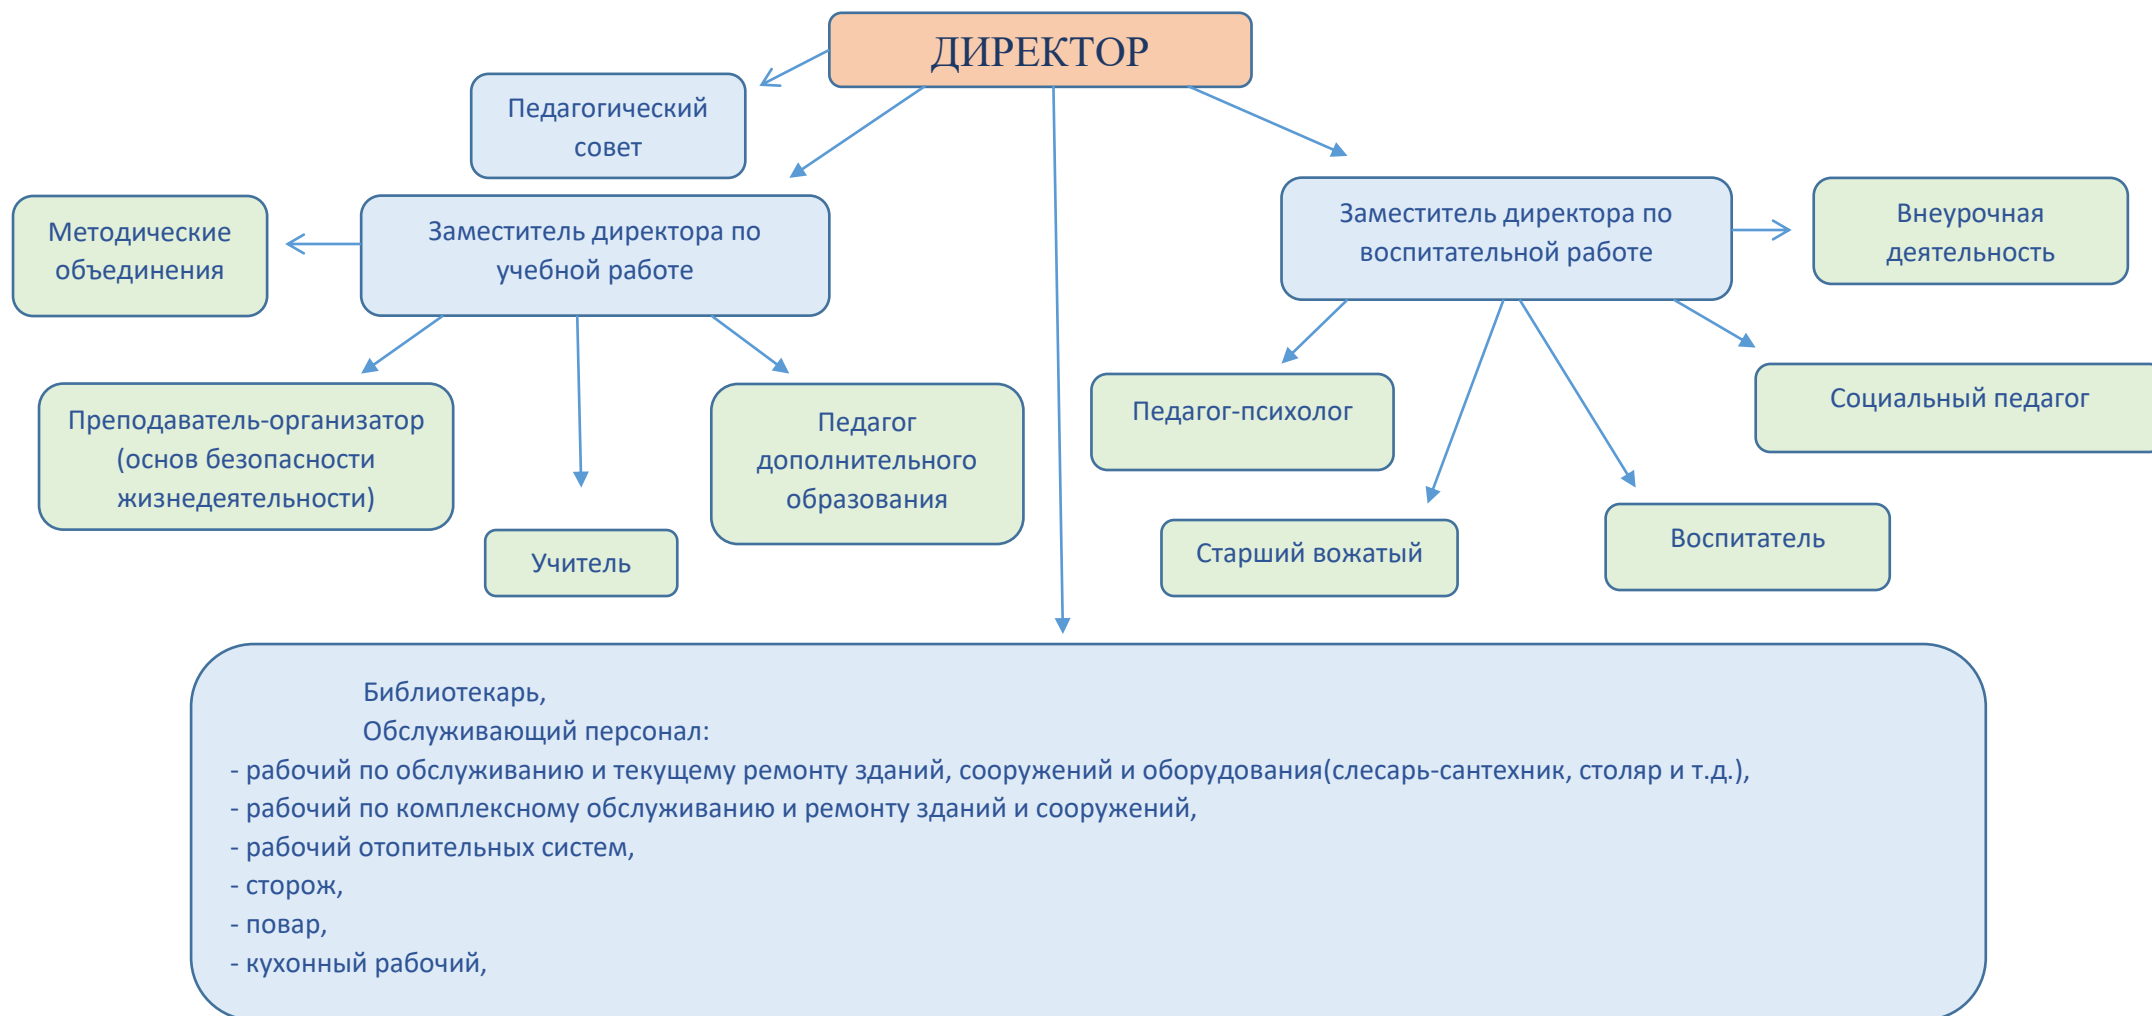 ДИРЕКТОР
Педагогический
совет
Методические
объединения
Заместитель директора по
учебной работе
Заместитель директора по
воспитательной работе
Внеурочная
деятельность
Преподаватель-организатор
(основ безопасности
жизнедеятельности)
Учитель
Педагог
дополнительного
образования
Педагог-психолог
Старший вожатый
Воспитатель
Социальный педагог
Библиотекарь,
Обслуживающий персонал:
- рабочий по обслуживанию и текущему ремонту зданий, сооружений и оборудования(слесарь-сантехник, столяр и т.д.),
- рабочий по комплексному обслуживанию и ремонту зданий и сооружений,
- рабочий отопительных систем,
- сторож,
- повар,
- кухонный рабочий,